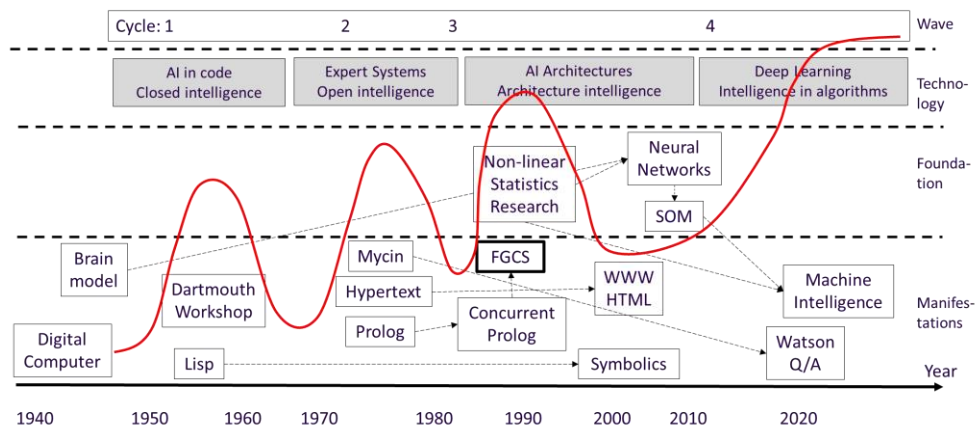 Cycle: 1 2 3 4 Wave
AI in code
Closed intelligence
Expert Systems
Open intelligence
AI Architectures
Architecture intelligence
Deep Learning
Intelligence in algorithms
Techno-
logy
Non-linear
Statistics
Research
Neural
Networks
SOM
Founda-
tion
Brain
model
Dartmouth
Workshop
Mycin
Hypertext
FGCS
WWW
HTML
Machine
Intelligence
Manifes-
tations
Digital
Computer
Lisp
Prolog
Concurrent
Prolog
Symbolics
Watson
Q/A
Year
1940 1950 1960 1970 1980 1990 2000 2010 2020